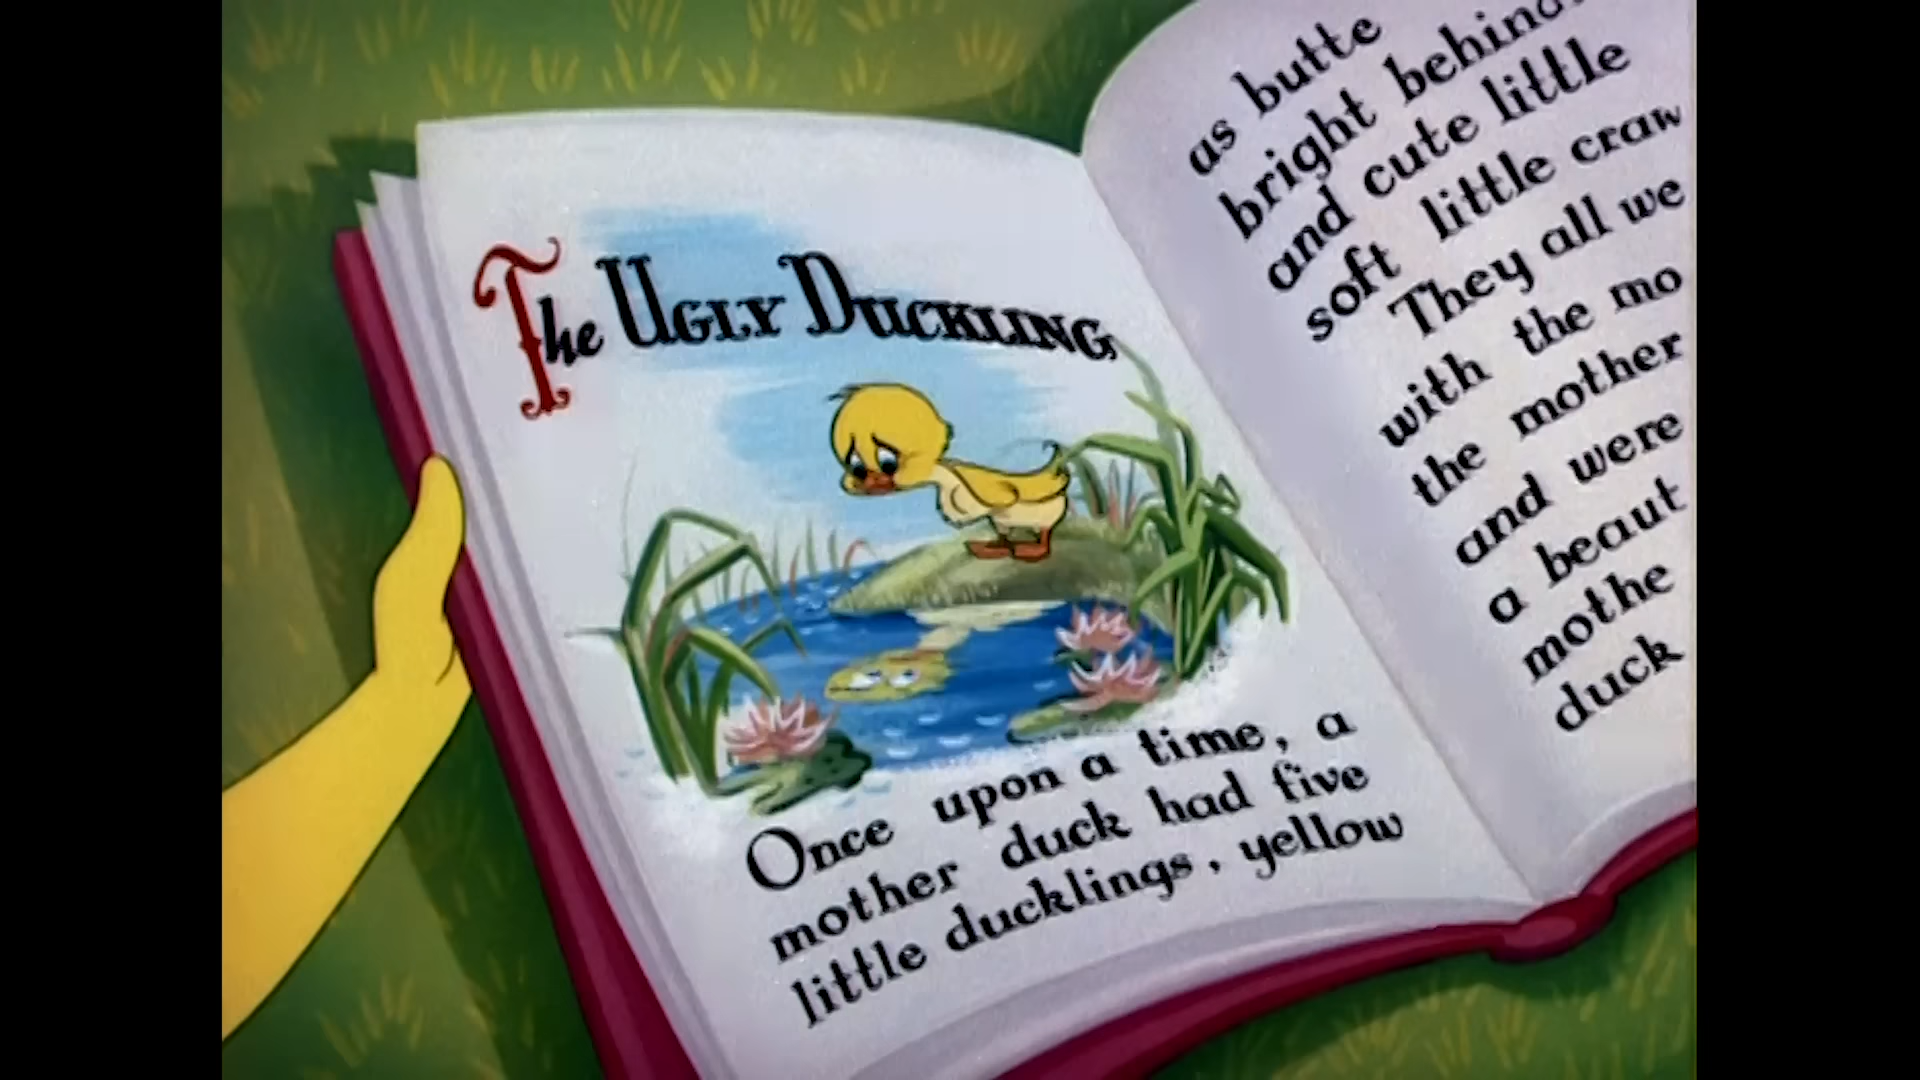 The Ugly Duckling
Once upon a time, a
mother duck had five
little ducklings, yellow
as butte
bright behind
and cute little
soft little craw
They all we
with the mo
the mother
and were
a beaut
mothe
duck